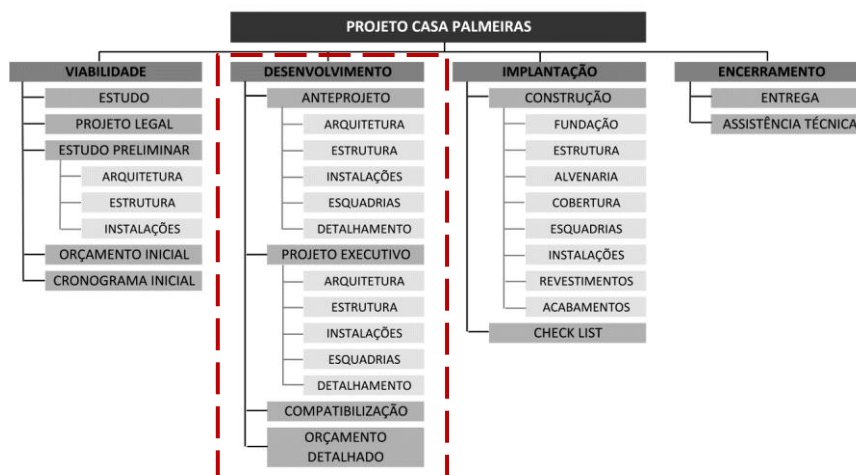 PROJETO CASA PALMEIRAS
VIABILIDADE
ESTUDO
PROJETO LEGAL
ESTUDO PRELIMINAR
ARQUITETURA
ESTRUTURA
INSTALAÇÕES
ORÇAMENTO INICIAL
CRONOGRAMA INICIAL
DESENVOLVIMENTO
ANTEPROJETO
ARQUITETURA
ESTRUTURA
INSTALAÇÕES
ESQUADRIAS
DETALHAMENTO
PROJETO EXECUTIVO
ARQUITETURA
ESTRUTURA
INSTALAÇÕES
ESQUADRIAS
DETALHAMENTO
COMPATIBILIZAÇÃO
ORÇAMENTO
DETALHADO
IMPLANTAÇÃO
CONSTRUÇÃO
FUNDAÇÃO
ESTRUTURA
ALVENARIA
COBERTURA
ESQUADRIAS
INSTALAÇÕES
REVESTIMENTOS
ACABAMENTOS
CHECK LIST
ENCERRAMENTO
ENTREGA
ASSISTÊNCIA TÉCNICA